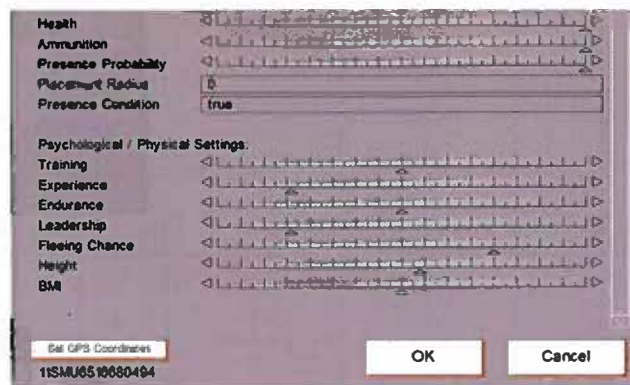 Health
Ammunition
Presence Probability
Placement Radius 0
Presence Condition true
Psychological / Physical Settings:
Training
Experience
Endurance
Leadership
Fleeing Chance
Height
BMI
Set GPS Coordinates
OK Cancel
11SMU6516680494